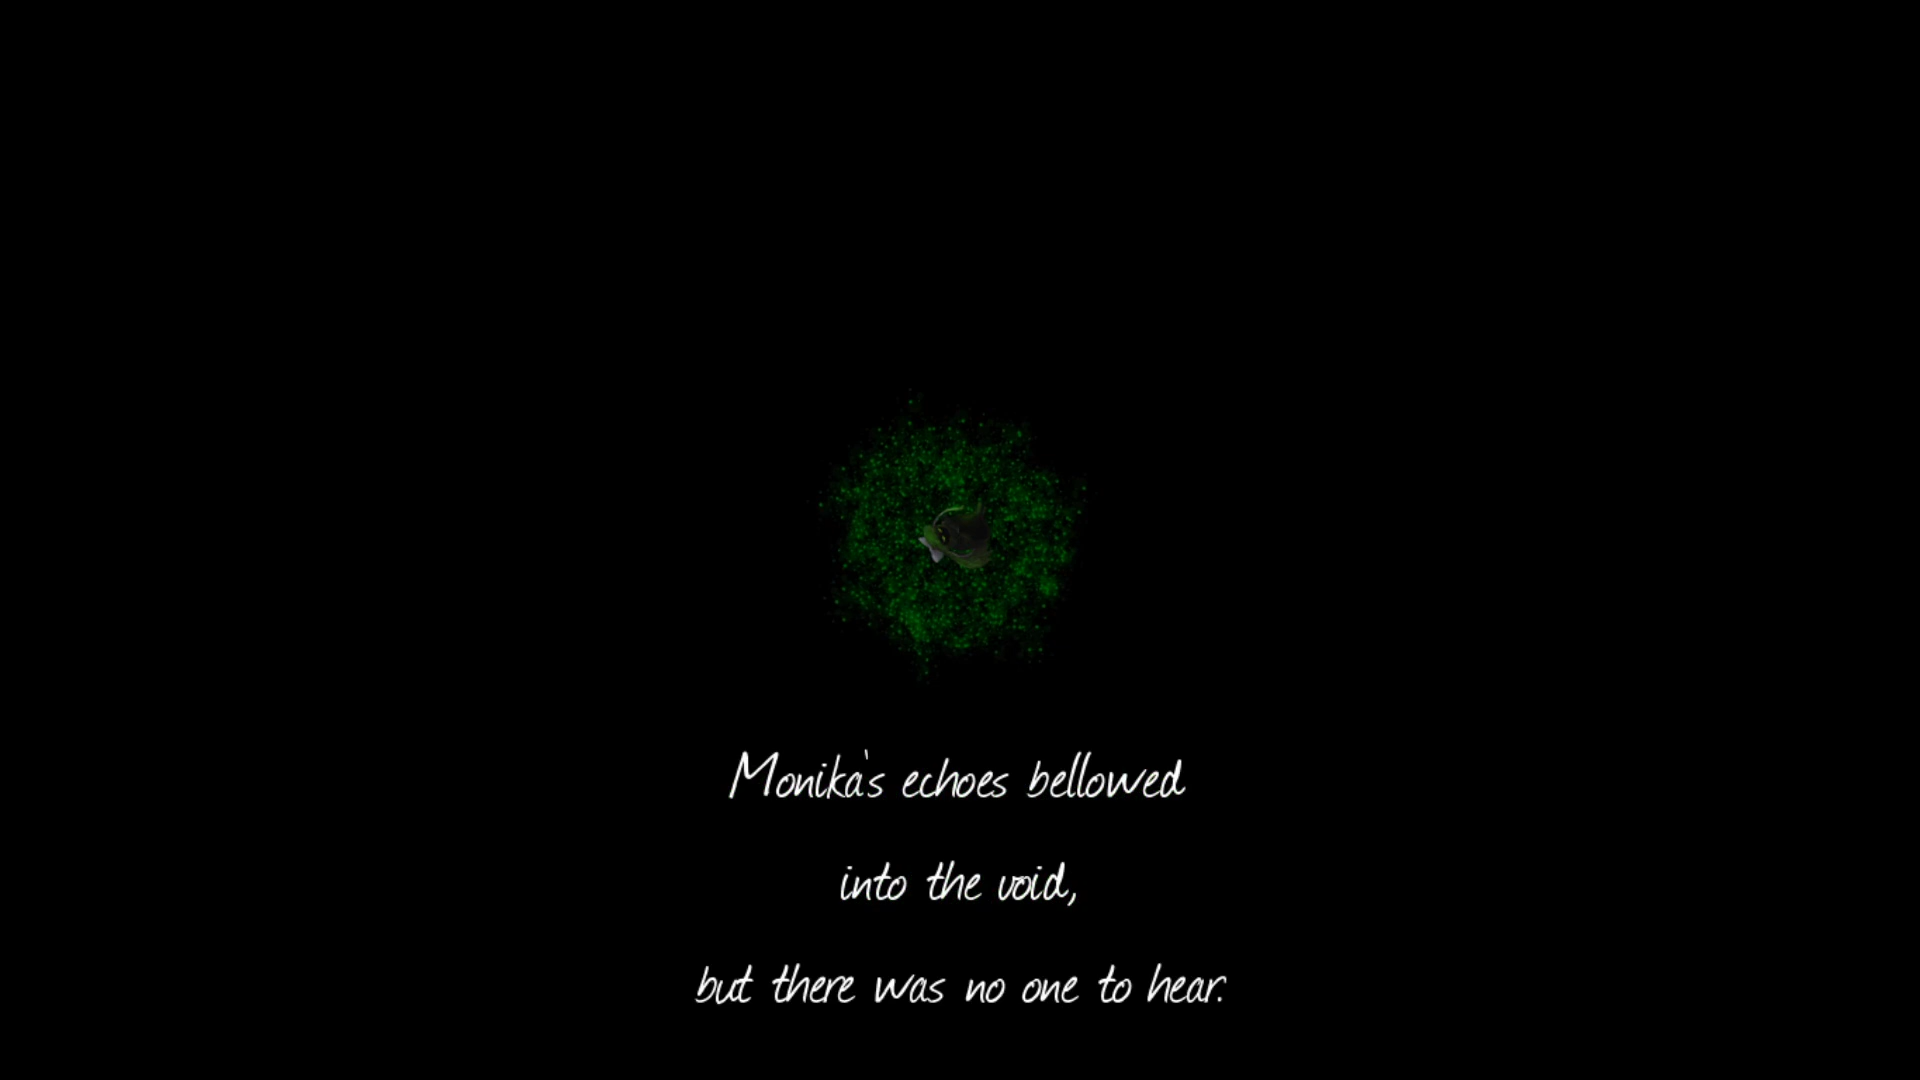 Monika's echoes bellowed
into the void,
but there was no one to hear.